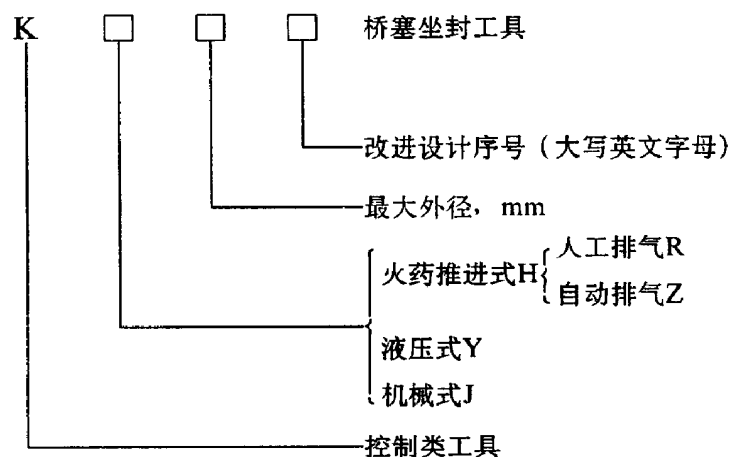 K □ □ □ 桥塞坐封工具
改进设计序号（大写英文字母）
最大外径，mm
人工排气R
火药推进式H
自动排气Z
液压式Y
机械式J
控制类工具